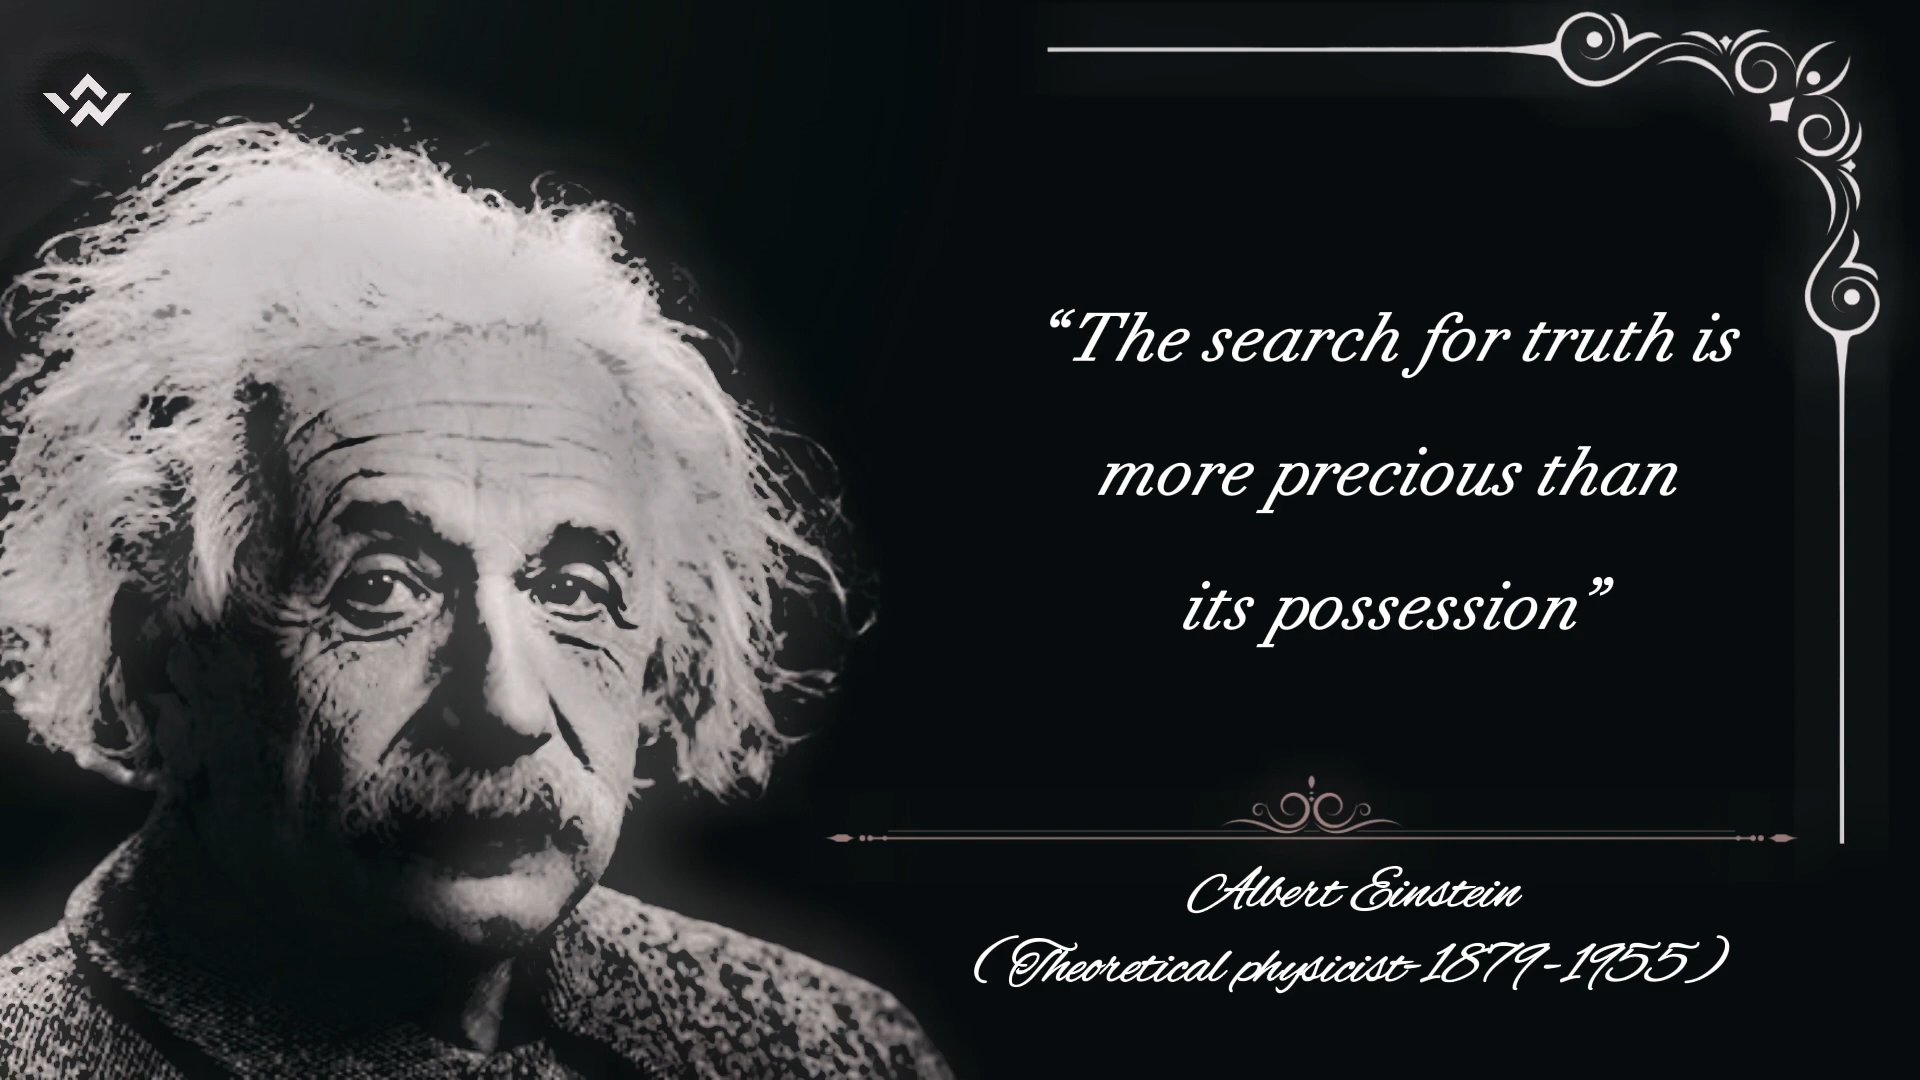 “The search for truth is
more precious than
its possession”
Albert Einstein
(Theoretical physicist-1879-1955)